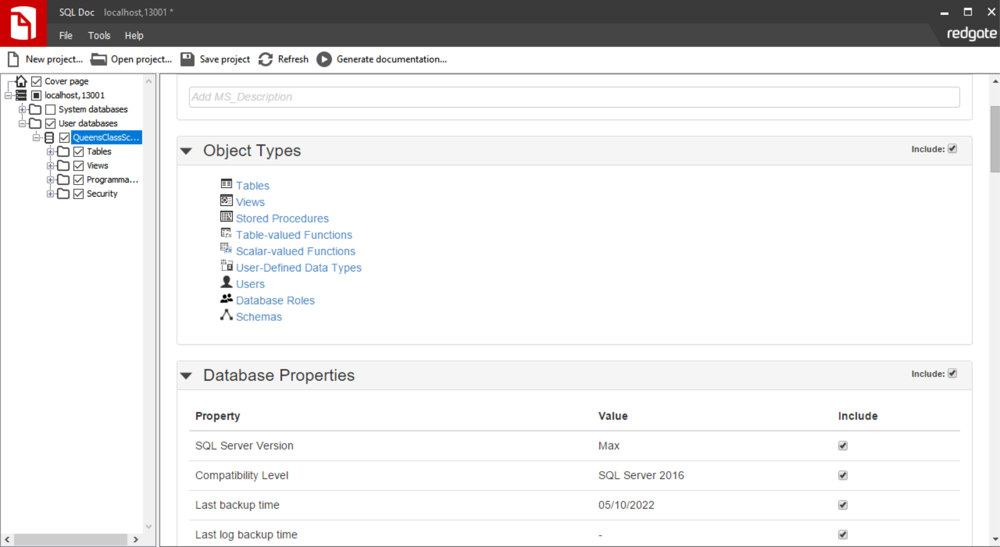 SQL Doc localhost,13001 *
File Tools Help
redgate
New project... Open project... Save project Refresh Generate documentation...
Cover page
localhost,13001
System databases
User databases
QueensClassSc...
Tables
Views
Programma...
Security
Add MS_Description
Object Types Include:
Tables
Views
Stored Procedures
Table-valued Functions
Scalar-valued Functions
User-Defined Data Types
Users
Database Roles
Schemas
Database Properties Include:
Property Value Include
SQL Server Version Max
Compatibility Level SQL Server 2016
Last backup time 05/10/2022
Last log backup time -